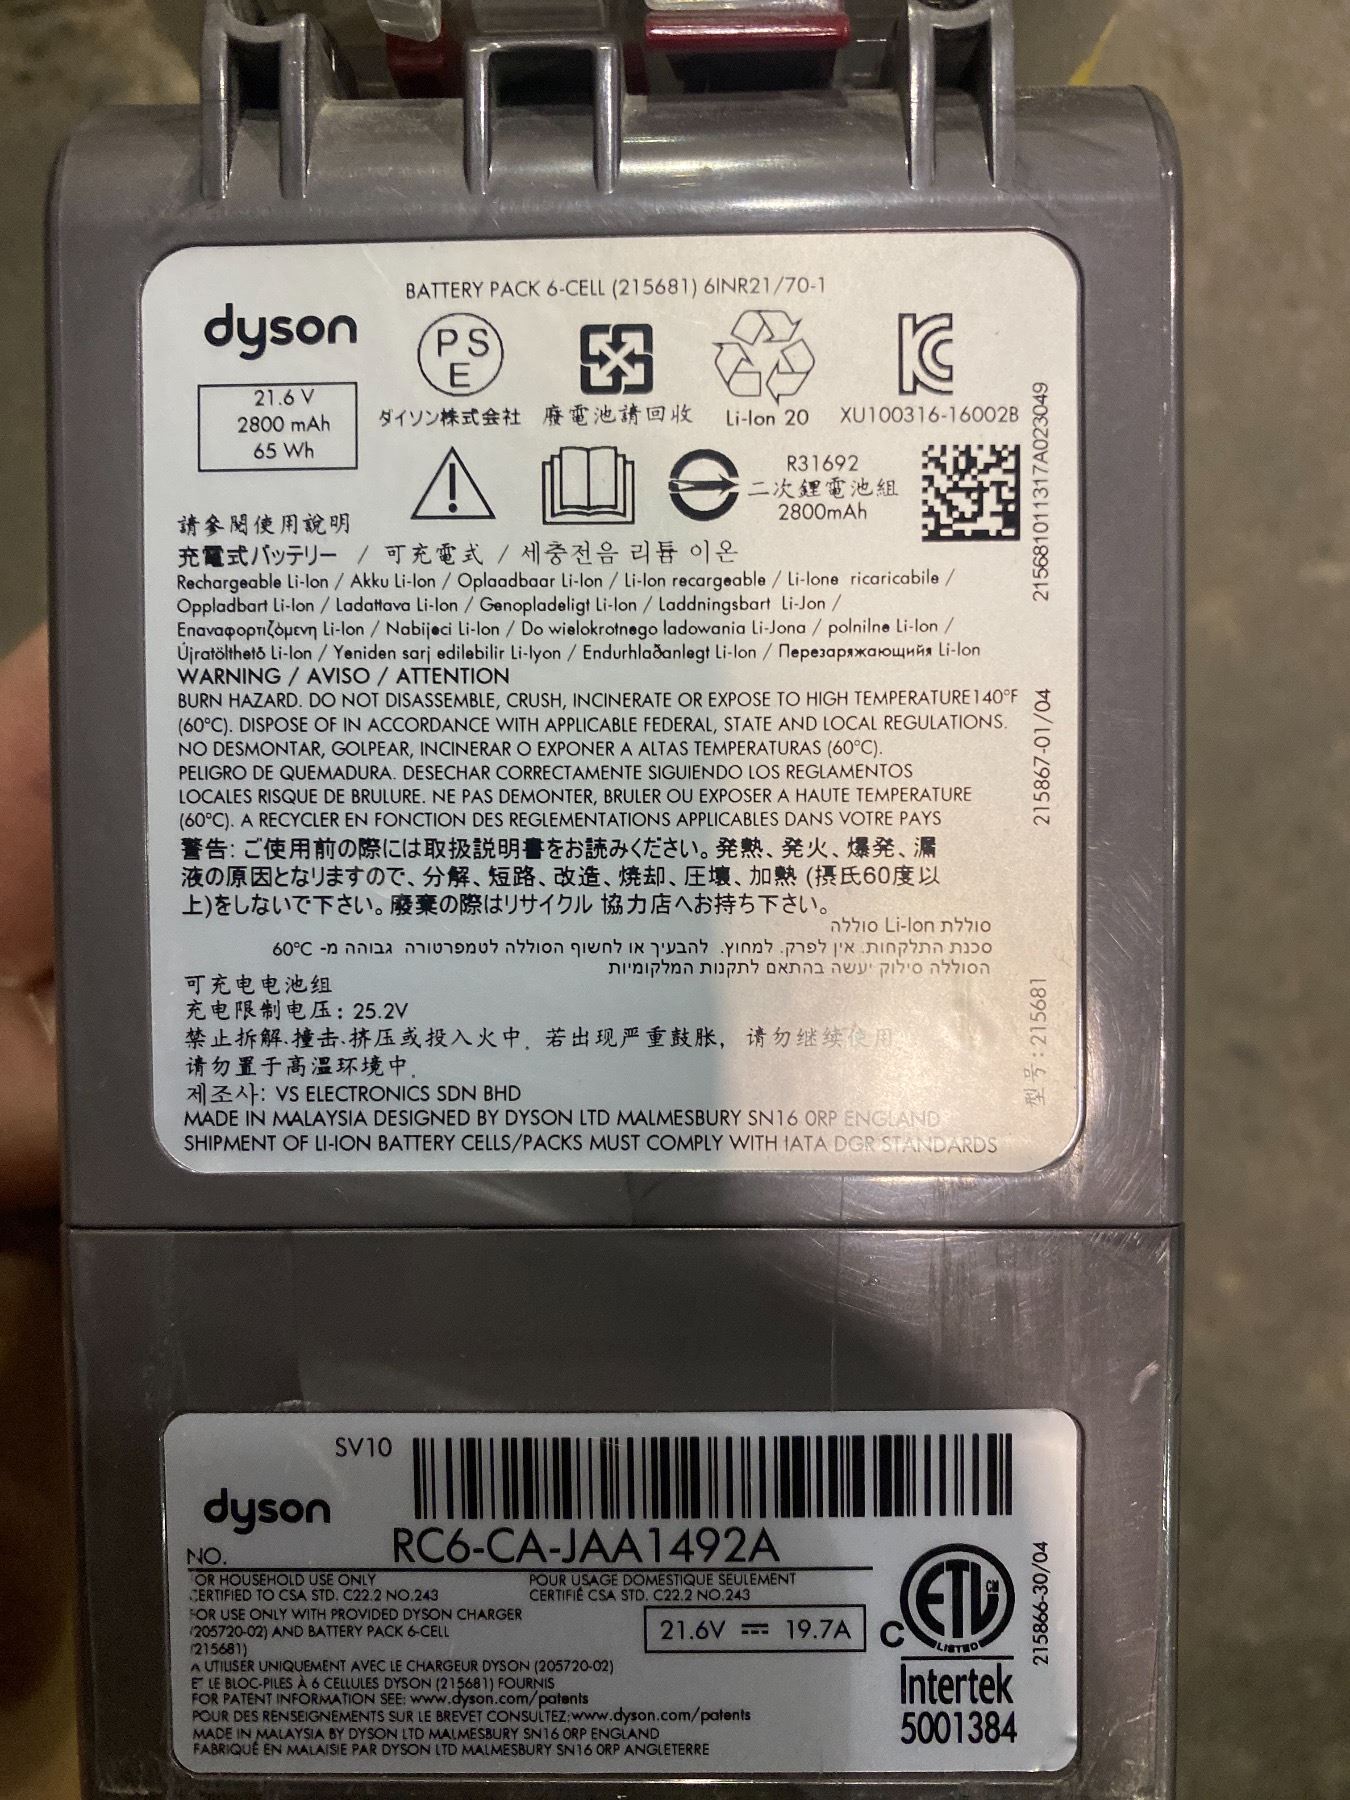 BATTERY PACK 6-CELL (215681) 6INR21/70-1
dyson
PSE
21.6 V
2800 mAh
65 Wh
ダイソン株式会社
廢電池請回收
Li-Ion 20
XU100316-16002B
R31692
二次鋰電池組
2800mAh
215681011317A023049
請參閱使用說明
充電式バッテリー / 可充電式 / 세충전음 리튬 이온
Rechargeable Li-Ion / Akku Li-Ion / Oplaadbaar Li-Ion / Li-Ion recargeable / Li-Ione ricaricabile /
Oppladbart Li-Ion / Ladattava Li-Ion / Genopladeligt Li-Ion / Laddningsbart Li-Jon /
Επαναφορτιζόμενη Li-Ion / Nabíjecí Li-Ion / Do wielokrotnego ladowania Li-Jona / polnilne Li-Ion /
Újratölthető Li-Ion / Yeniden sarj edilebilir Li-Iyon / Endurhlaðanlegt Li-Ion / Перезаряжающийя Li-Ion
WARNING / AVISO / ATTENTION
BURN HAZARD. DO NOT DISASSEMBLE, CRUSH, INCINERATE OR EXPOSE TO HIGH TEMPERATURE140°F
(60°C). DISPOSE OF IN ACCORDANCE WITH APPLICABLE FEDERAL, STATE AND LOCAL REGULATIONS.
NO DESMONTAR, GOLPEAR, INCINERAR O EXPONER A ALTAS TEMPERATURAS (60°C).
PELIGRO DE QUEMADURA. DESECHAR CORRECTAMENTE SIGUIENDO LOS REGLAMENTOS
LOCALES RISQUE DE BRULURE. NE PAS DEMONTER, BRULER OU EXPOSER A HAUTE TEMPERATURE
(60°C). A RECYCLER EN FONCTION DES REGLEMENTATIONS APPLICABLES DANS VOTRE PAYS
215867-01/04
警告: ご使用前の際には取扱説明書をお読みください。発熱、発火、爆発、漏
液の原因となりますので、分解、短路、改造、焼却、圧壊、加熱 (摂氏60度以
上)をしないで下さい。廢棄の際はリサイクル 協力店へお持ち下さい。
סוללת Li-Ion סוללה
סכנת התלקחות. אין לפרק. למחוץ. להבעיר או לחשוף הסוללה לטמפרטורה גבוהה מ- 60°C
הסוללה סילוק יעשה בהתאם לתקנות המקומיות
可充电电池组
充电限制电压: 25.2V
禁止拆解.撞击.挤压或投入火中. 若出现严重鼓胀, 请勿继续使用
请勿置于高温环境中.
제조사: VS ELECTRONICS SDN BHD
MADE IN MALAYSIA DESIGNED BY DYSON LTD MALMESBURY SN16 0RP ENGLAND
SHIPMENT OF LI-ION BATTERY CELLS/PACKS MUST COMPLY WITH IATA DGR STANDARDS
型号:215681
SV10
dyson
NO. RC6-CA-JAA1492A
OR HOUSEHOLD USE ONLY
CERTIFIED TO CSA STD. C22.2 NO.243
POUR USAGE DOMESTIQUE SEULEMENT
CERTIFIÉ CSA STD. C22.2 NO.243
FOR USE ONLY WITH PROVIDED DYSON CHARGER
(205720-02) AND BATTERY PACK 6-CELL
(215681)
21.6V ⎓ 19.7A
A UTILISER UNIQUEMENT AVEC LE CHARGEUR DYSON (205720-02)
ET LE BLOC-PILES À 6 CELLULES DYSON (215681) FOURNIS
FOR PATENT INFORMATION SEE: www.dyson.com/patents
POUR DES RENSEIGNEMENTS SUR LE BREVET CONSULTEZ:www.dyson.com/patents
MADE IN MALAYSIA BY DYSON LTD MALMESBURY SN16 0RP ENGLAND
FABRIQUÉ EN MALAISIE PAR DYSON LTD MALMESBURY SN16 0RP ANGLETERRE
C ETL CM
LISTED
Intertek
5001384
215866-30/04